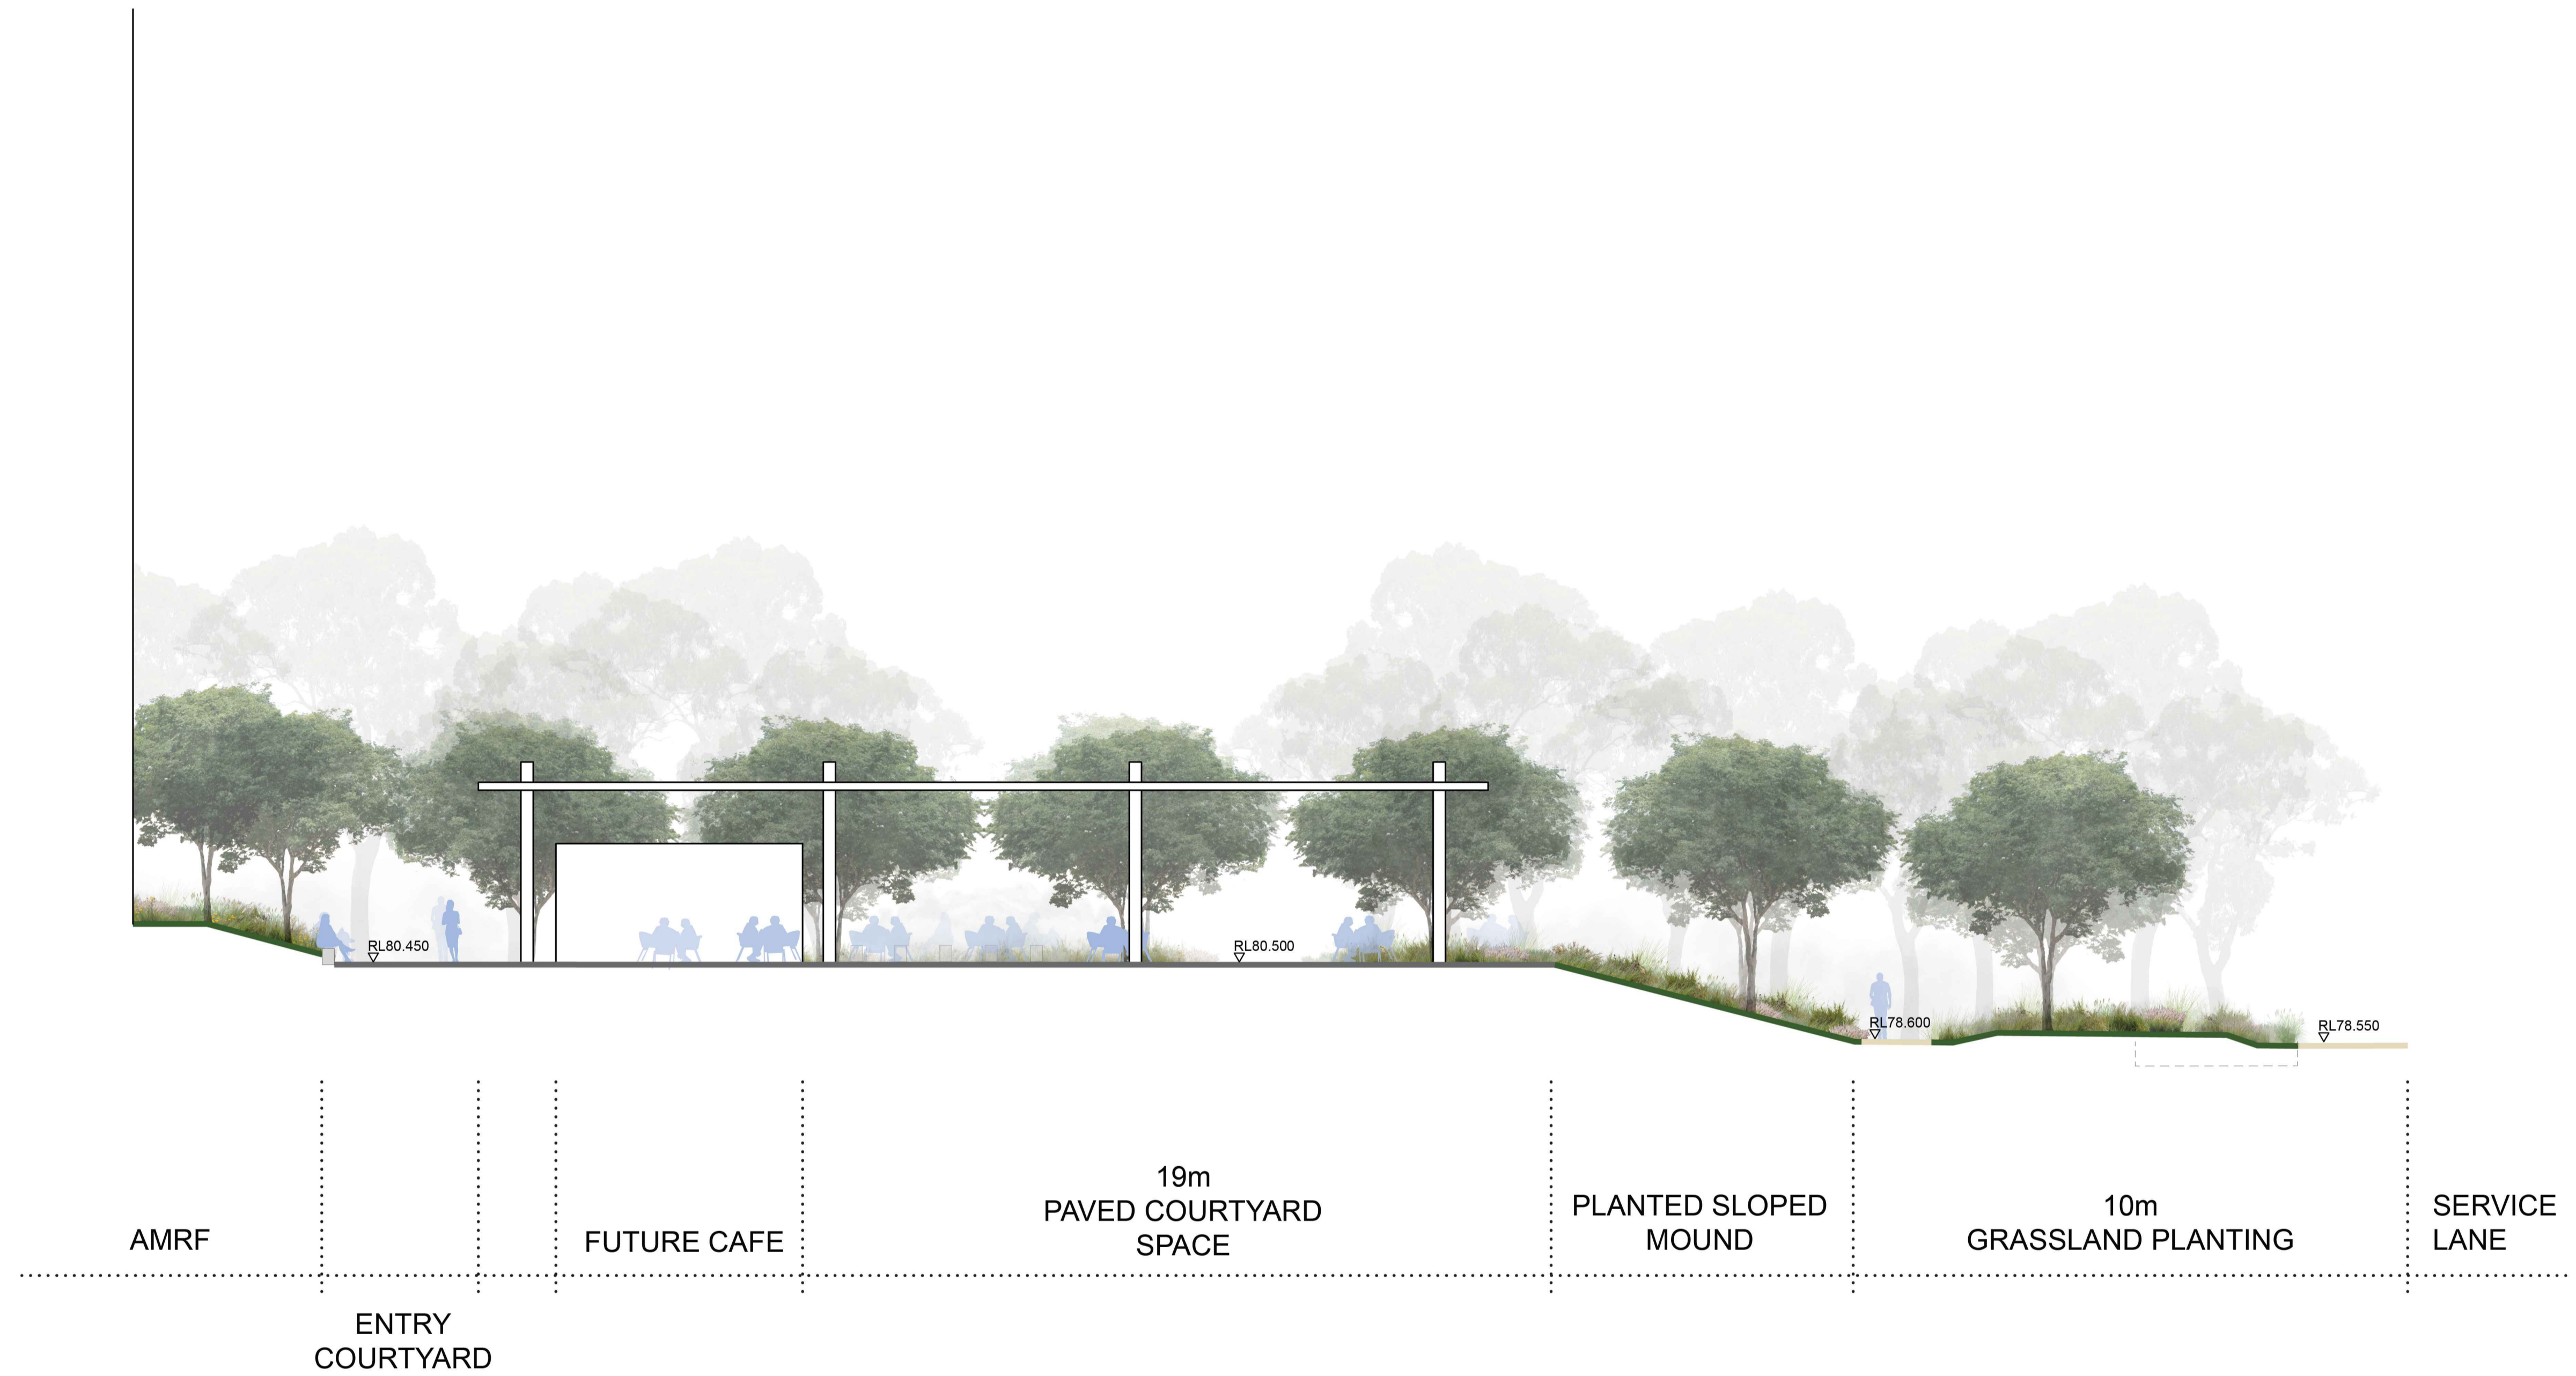 RL80.450
RL80.500
RL78.600
RL78.550
AMRF
ENTRY
COURTYARD
FUTURE CAFE
19m
PAVED COURTYARD
SPACE
PLANTED SLOPED
MOUND
10m
GRASSLAND PLANTING
SERVICE
LANE